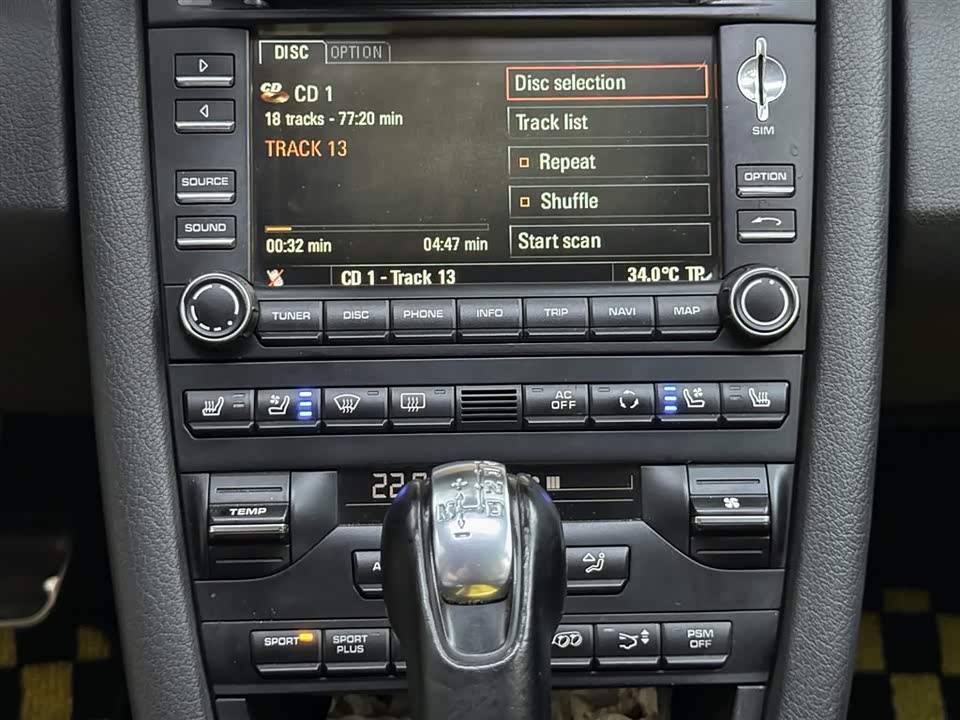 DISC OPTION
CD CD 1
18 tracks - 77:20 min
TRACK 13
00:32 min 04:47 min
Disc selection
Track list
Repeat
Shuffle
Start scan
CD 1 - Track 13 34.0°C TP
SOURCE
SOUND
SIM
OPTION
TUNER DISC PHONE INFO TRIP NAVI MAP
AC OFF
TEMP
22
+
M
-
N
D
SPORT
SPORT PLUS
PSM OFF